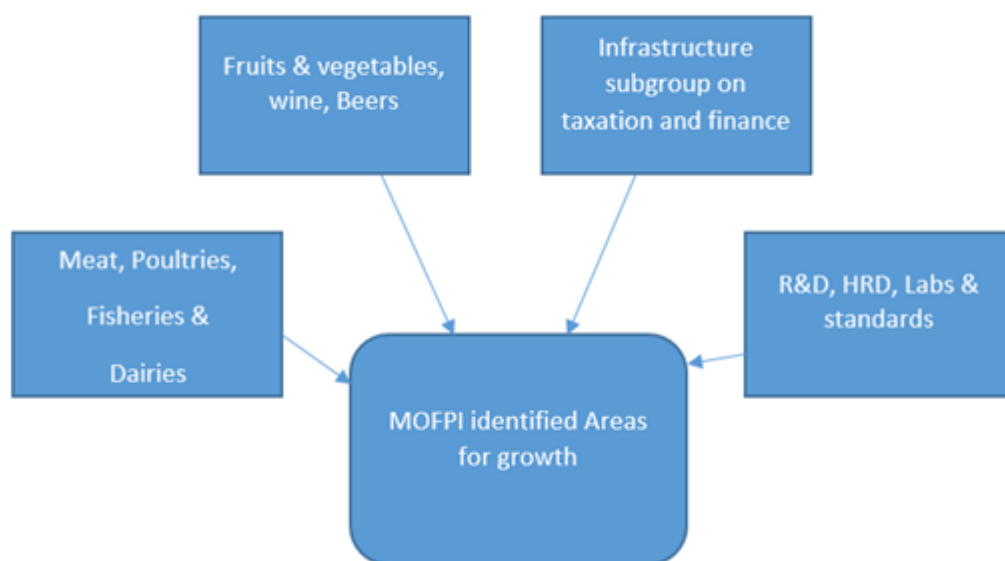 Fruits & vegetables,
wine, Beers
Infrastructure
subgroup on
taxation and finance
Meat, Poultries,
Fisheries &
Dairies
R&D, HRD, Labs &
standards
MOFPI identified Areas
for growth